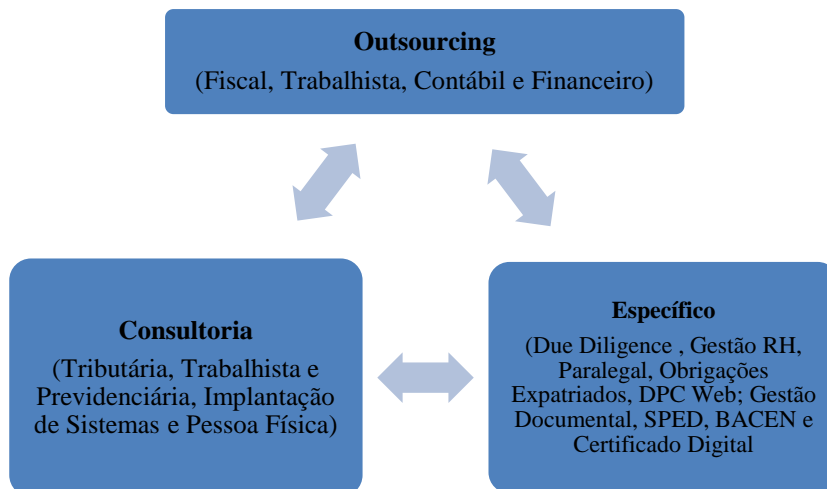 Outsourcing
(Fiscal, Trabalhista, Contábil e Financeiro)
Consultoria
(Tributária, Trabalhista e
Previdenciária, Implantação
de Sistemas e Pessoa Física)
Específico
(Due Diligence , Gestão RH,
Paralegal, Obrigações
Expatriados, DPC Web; Gestão
Documental, SPED, BACEN e
Certificado Digital